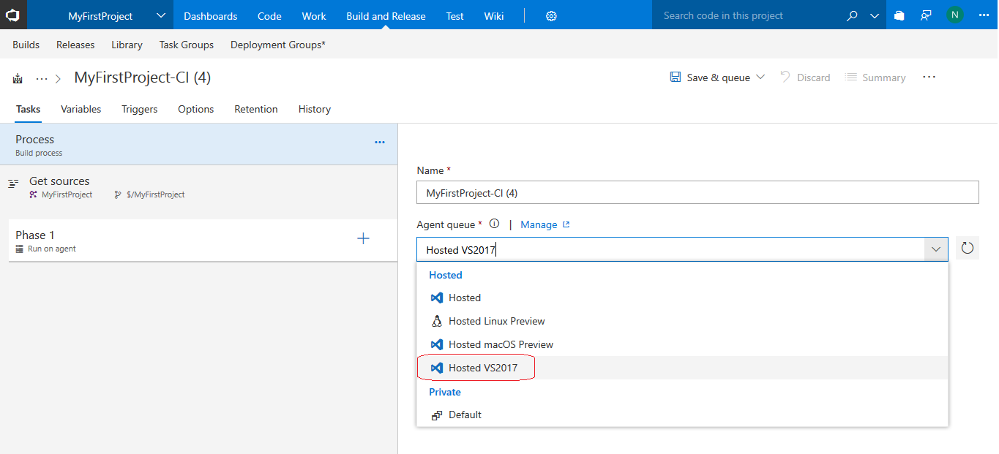 MyFirstProject Dashboards Code Work Build and Release Test Wiki Search code in this project N
Builds Releases Library Task Groups Deployment Groups*
... > MyFirstProject-CI (4) Save & queue Discard Summary ...
Tasks Variables Triggers Options Retention History
Process ...
Build process
Get sources
MyFirstProject $/MyFirstProject
Phase 1
Run on agent
Name *
MyFirstProject-CI (4)
Agent queue * | Manage
Hosted VS2017
Hosted
Hosted
Hosted Linux Preview
Hosted macOS Preview
Hosted VS2017
Private
Default